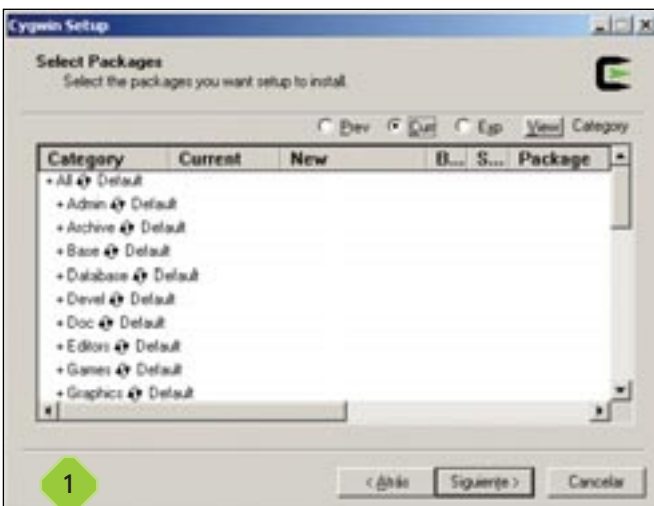 Cygwin Setup
Select Packages
Select the packages you want setup to install.
Prev Curr Exp View Category
Category Current New B... S... Package
+ All Default
+ Admin Default
+ Archive Default
+ Base Default
+ Database Default
+ Devel Default
+ Doc Default
+ Editors Default
+ Games Default
+ Graphics Default
< Atrás Siguiente > Cancelar
1